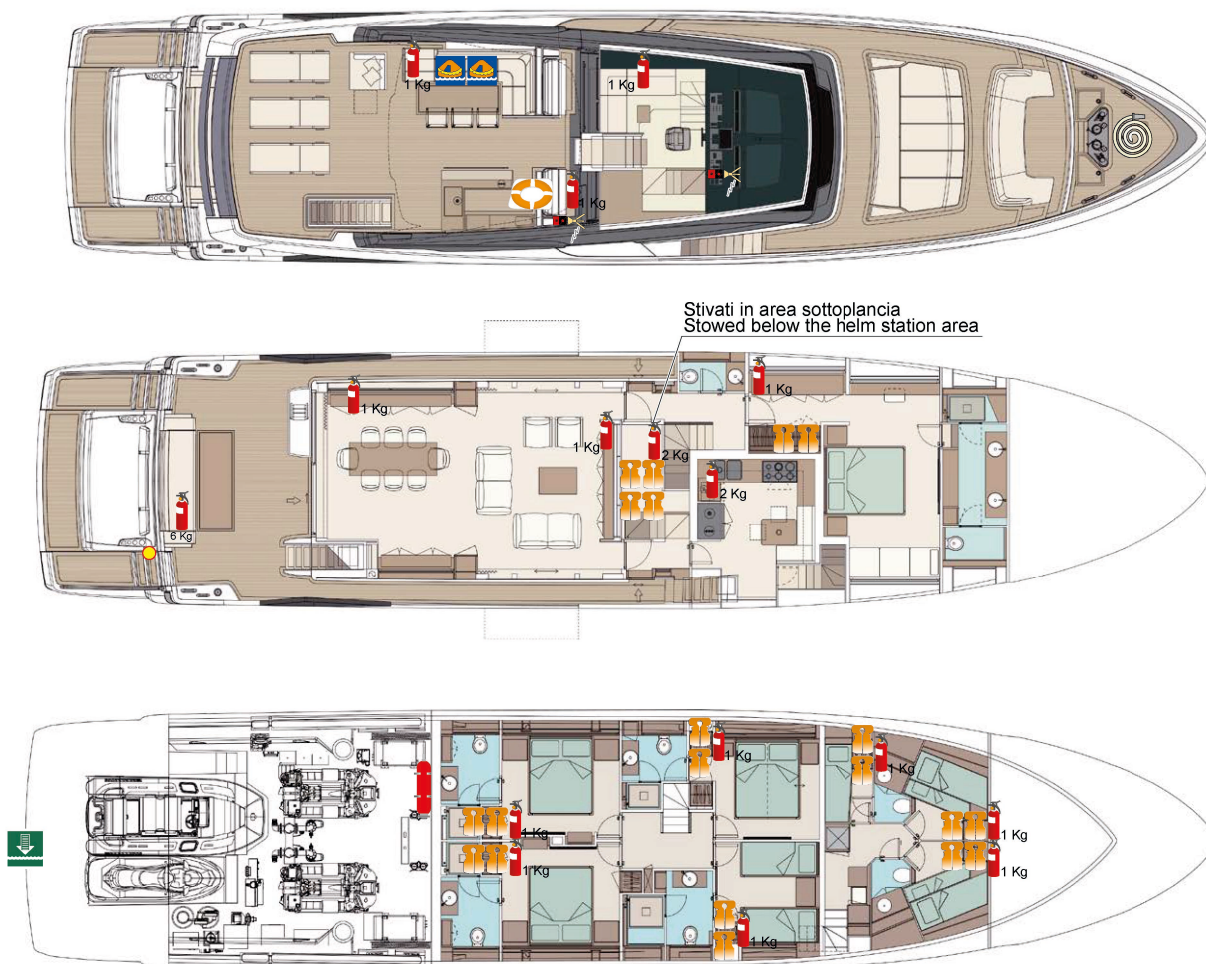 1 Kg
1 Kg
1 Kg
Stivati in area sottoplancia
Stowed below the helm station area
1 Kg
1 Kg
1 Kg
2 Kg
2 Kg
6 Kg
1 Kg
1 Kg
1 Kg
1 Kg
1 Kg
1 Kg
1 Kg